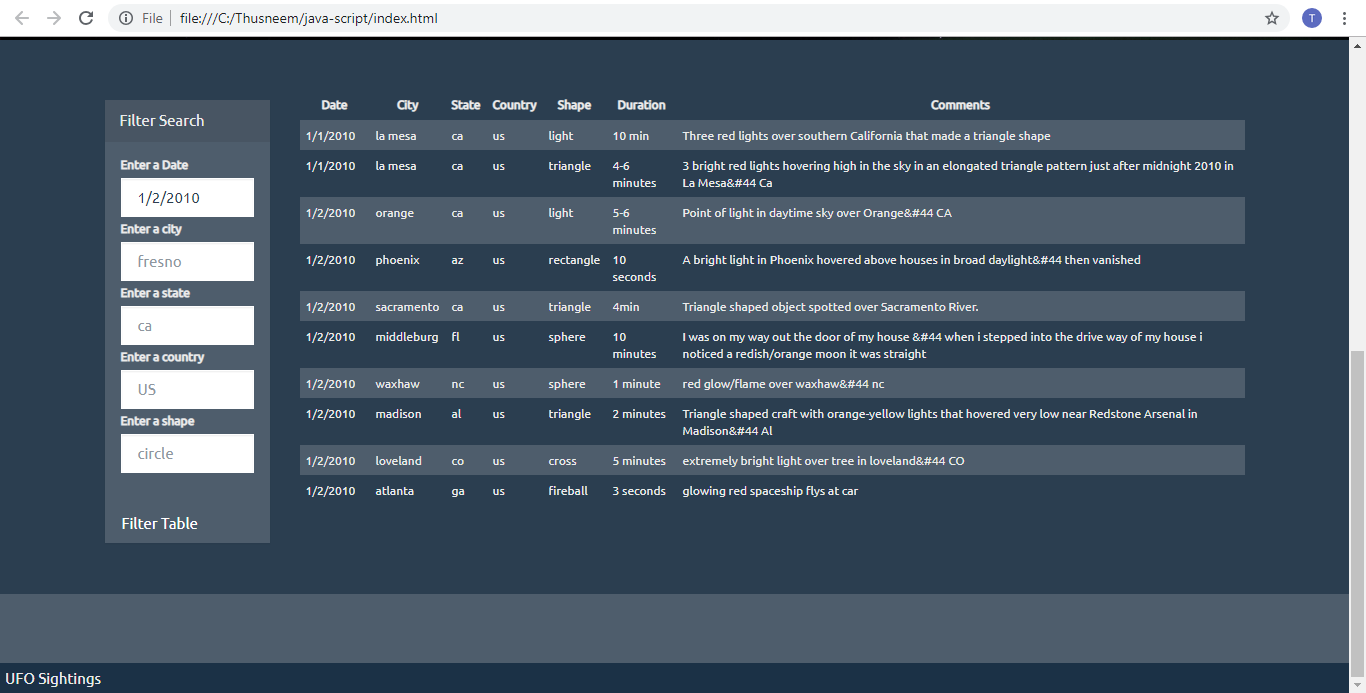 File | file:///C:/Thusneem/java-script/index.html T
Filter Search
Enter a Date
1/2/2010
Enter a city
fresno
Enter a state
ca
Enter a country
US
Enter a shape
circle
Filter Table
Date City State Country Shape Duration Comments
1/1/2010 la mesa ca us light 10 min Three red lights over southern California that made a triangle shape
1/1/2010 la mesa ca us triangle 4-6 3 bright red lights hovering high in the sky in an elongated triangle pattern just after midnight 2010 in
minutes La Mesa&#44 Ca
1/2/2010 orange ca us light 5-6 Point of light in daytime sky over Orange&#44 CA
minutes
1/2/2010 phoenix az us rectangle 10 A bright light in Phoenix hovered above houses in broad daylight&#44 then vanished
seconds
1/2/2010 sacramento ca us triangle 4min Triangle shaped object spotted over Sacramento River.
1/2/2010 middleburg fl us sphere 10 I was on my way out the door of my house &#44 when i stepped into the drive way of my house i
minutes noticed a redish/orange moon it was straight
1/2/2010 waxhaw nc us sphere 1 minute red glow/flame over waxhaw&#44 nc
1/2/2010 madison al us triangle 2 minutes Triangle shaped craft with orange-yellow lights that hovered very low near Redstone Arsenal in
Madison&#44 Al
1/2/2010 loveland co us cross 5 minutes extremely bright light over tree in loveland&#44 CO
1/2/2010 atlanta ga us fireball 3 seconds glowing red spaceship flys at car
UFO Sightings